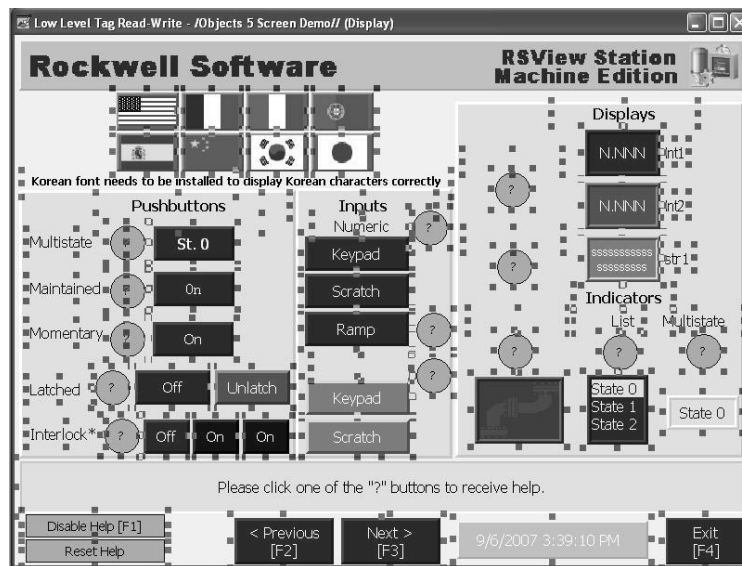 Low Level Tag Read-Write - /Objects 5 Screen Demo// (Display)
Rockwell Software
RSView Station
Machine Edition
Korean font needs to be installed to display Korean characters correctly
Pushbuttons
Multistate
St. 0
Maintained
On
Momentary
On
Latched
?
Off
Unlatch
Interlock*
?
Off
On
On
Inputs
Numeric
?
Keypad
Scratch
Ramp
?
?
Keypad
Scratch
Displays
?
N.NNN
Int1
N.NNN
Int2
?
SSSSSSSSSSS
SSSSSSSSS
str1
Indicators
List
Multistate
?
?
?
State 0
State 1
State 2
State 0
Please click one of the "?" buttons to receive help.
Disable Help [F1]
Reset Help
< Previous
[F2]
Next >
[F3]
9/6/2007 3:39:10 PM
Exit
[F4]